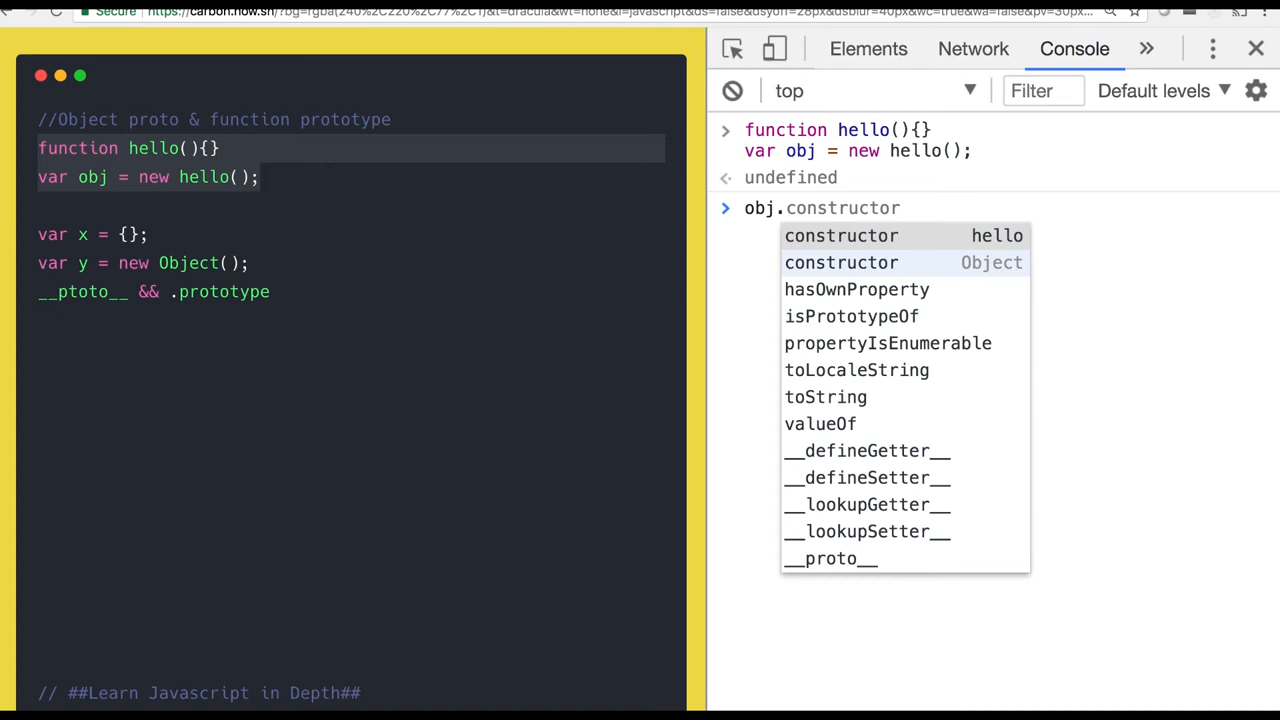 Secure https://carbon.now.sh/?bg=rgba(240%2C220%2C77%2C1)&t=dracula&wt=none&l=javascript&ds=false&dsyoff=28px&dsblur=40px&wc=true&wa=false&pv=30px...
Elements Network Console »
top Filter Default levels
//Object proto & function prototype
function hello(){}
var obj = new hello();
var x = {};
var y = new Object();
__ptoto__ && .prototype
// ##Learn Javascript in Depth##
function hello(){}
var obj = new hello();
undefined
obj.constructor
constructor hello
constructor Object
hasOwnProperty
isPrototypeOf
propertyIsEnumerable
toLocaleString
toString
valueOf
__defineGetter__
__defineSetter__
__lookupGetter__
__lookupSetter__
__proto__